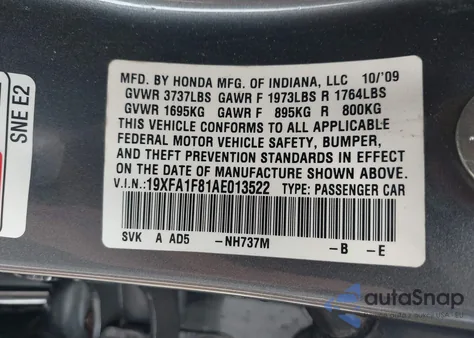 SNE E2
MFD. BY HONDA MFG. OF INDIANA, LLC 10/'09
GVWR 3737LBS GAWR F 1973LBS R 1764LBS
GVWR 1695KG GAWR F 895KG R 800KG
THIS VEHICLE CONFORMS TO ALL APPLICABLE
FEDERAL MOTOR VEHICLE SAFETY, BUMPER,
AND THEFT PREVENTION STANDARDS IN EFFECT
ON THE DATE OF MANUFACTURE SHOWN ABOVE.
V.I.N.:19XFA1F81AE013522 TYPE: PASSENGER CAR
SVK A AD5 -NH737M -B -E
autoSnap